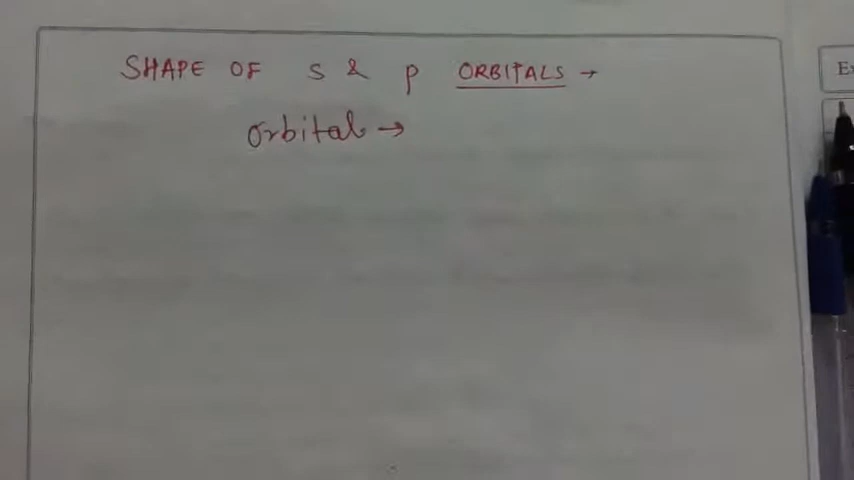 SHAPE OF s & p ORBITALS →
Orbital →